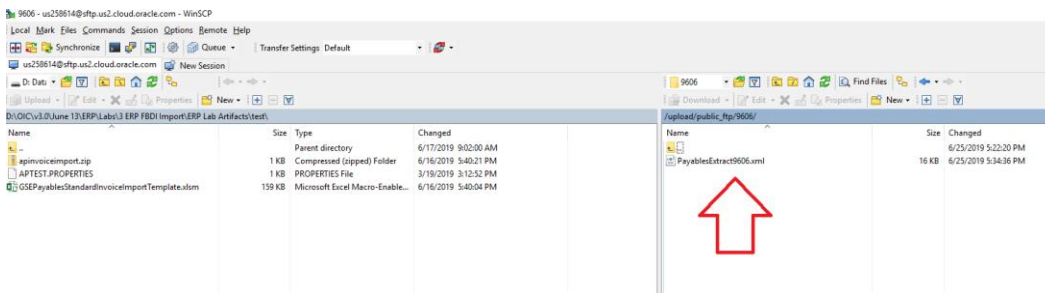 9606 - us258614@sftp.us2.cloud.oracle.com - WinSCP
Local Mark Files Commands Session Options Remote Help
Synchronize Queue Transfer Settings Default
us258614@sftp.us2.cloud.oracle.com New Session
D: Data 9606 Find Files
Upload Edit Properties New Download Edit Properties New
D:\OIC\v3.0\June 13\ERP\Labs\3 ERP FBDI Import\ERP Lab Artifacts\test\ /upload/public_ftp/9606/
Name Size Type Changed Name Size Changed
.. Parent directory 6/17/2019 9:02:00 AM .. 6/25/2019 5:22:20 PM
apinvoiceimport.zip 1 KB Compressed (zipped) Folder 6/16/2019 5:40:21 PM PayablesExtract9606.xml 16 KB 6/25/2019 5:34:36 PM
APTEST.PROPERTIES 1 KB PROPERTIES File 3/19/2019 3:12:52 PM
GSEPayablesStandardInvoiceImportTemplate.xlsm 159 KB Microsoft Excel Macro-Enable... 6/16/2019 5:40:04 PM